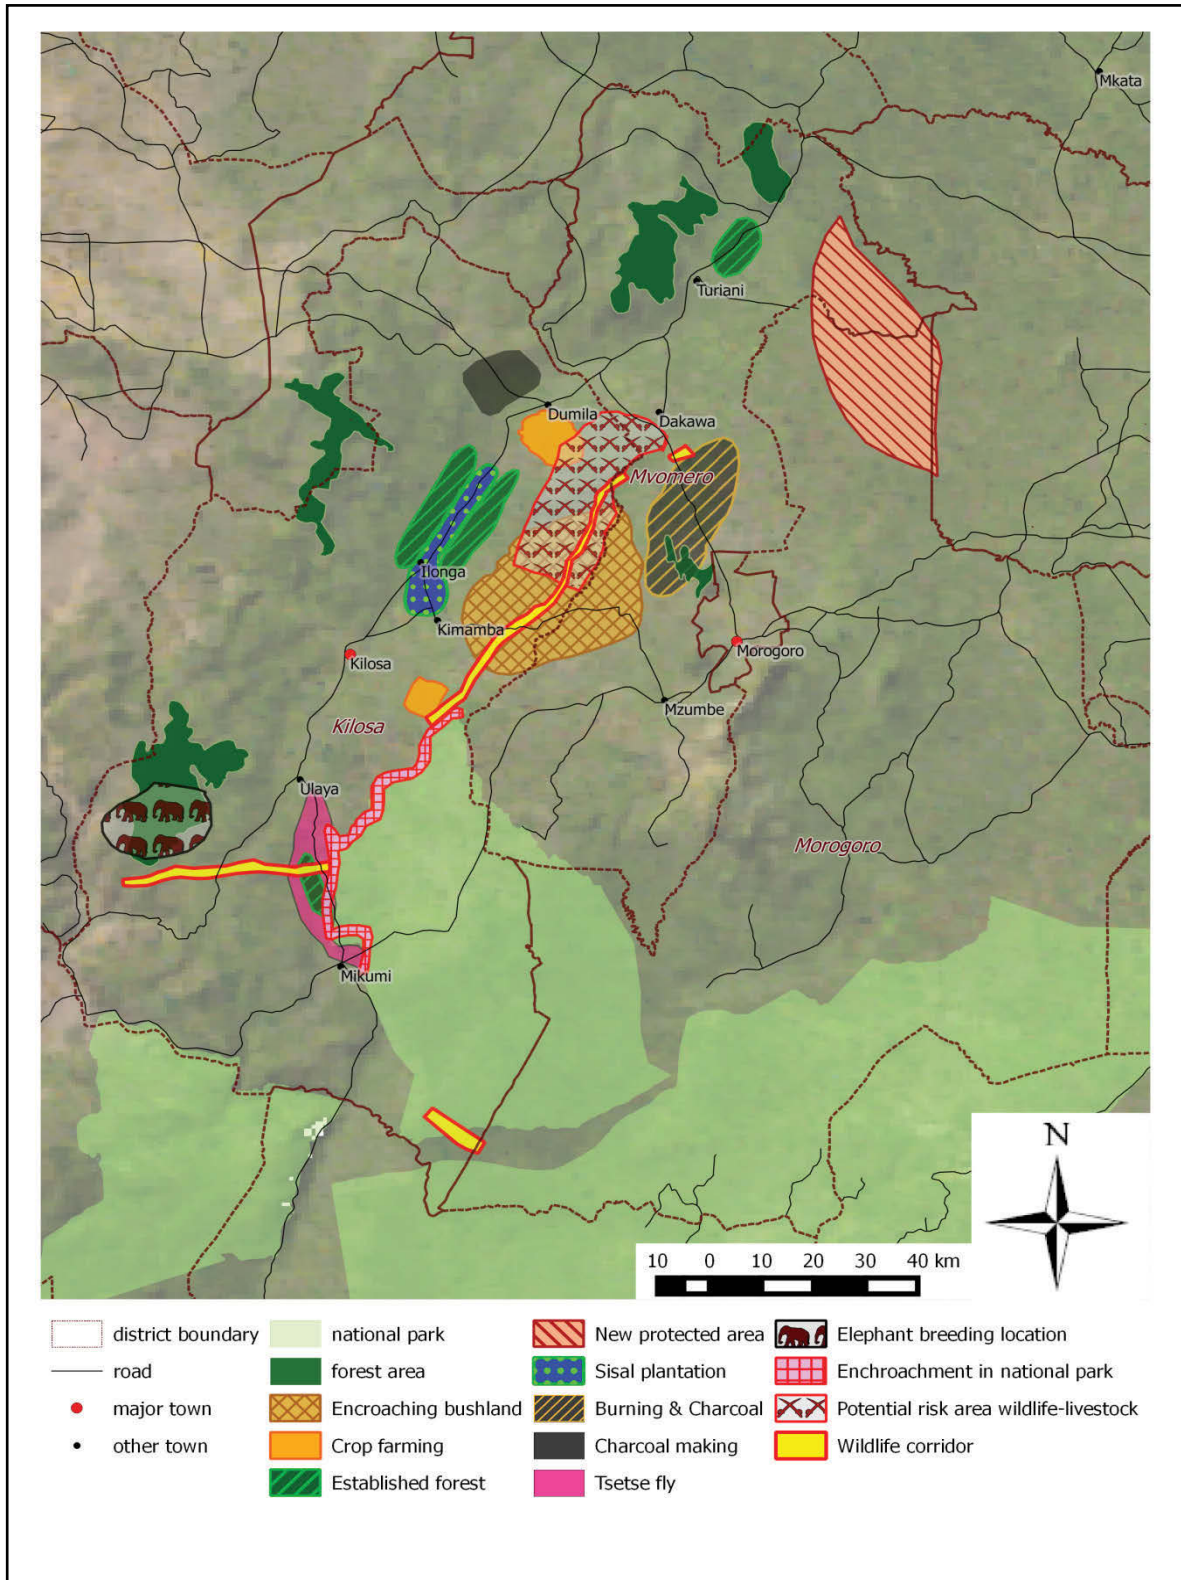 Mkata
Turiani
Dumila
Dakawa
Mvomero
Ilonga
Kimamba
Kilosa
Morogoro
Mzumbe
Kilosa
Ulaya
Morogoro
Mikumi
N
10 0 10 20 30 40 km
district boundary
national park
New protected area
Elephant breeding location
road
forest area
Sisal plantation
Enchroachment in national park
major town
Encroaching bushland
Burning & Charcoal
Potential risk area wildlife-livestock
other town
Crop farming
Charcoal making
Wildlife corridor
Established forest
Tsetse fly